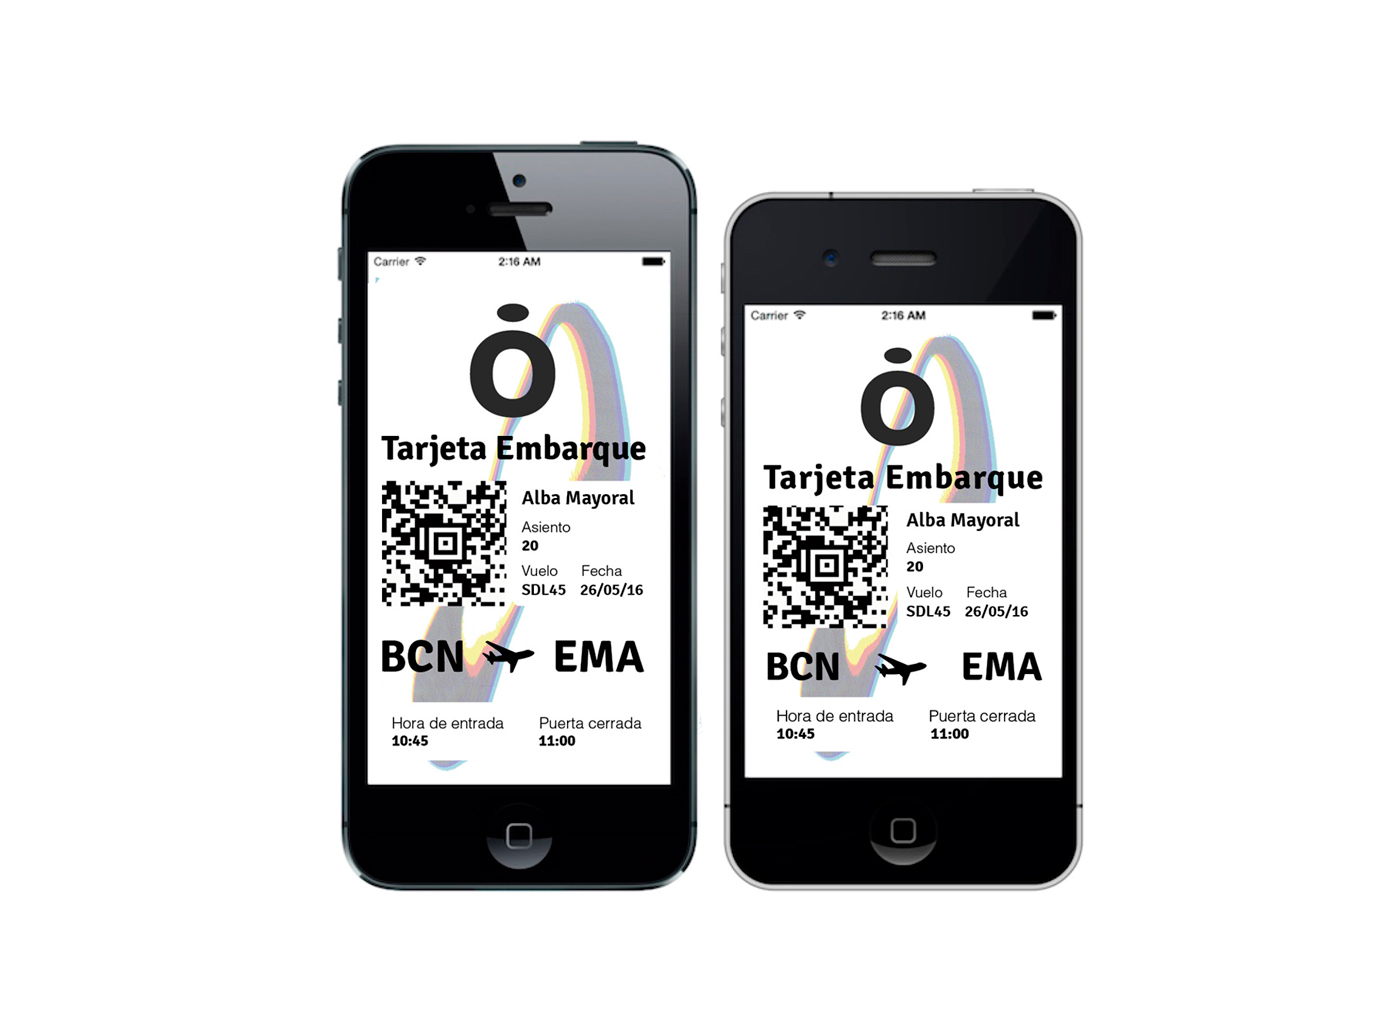 Carrier 2:16 AM
Ö
Tarjeta Embarque
Alba Mayoral
Asiento
20
Vuelo Fecha
SDL45 26/05/16
BCN EMA
Hora de entrada Puerta cerrada
10:45 11:00
Carrier 2:16 AM
Ö
Tarjeta Embarque
Alba Mayoral
Asiento
20
Vuelo Fecha
SDL45 26/05/16
BCN EMA
Hora de entrada Puerta cerrada
10:45 11:00